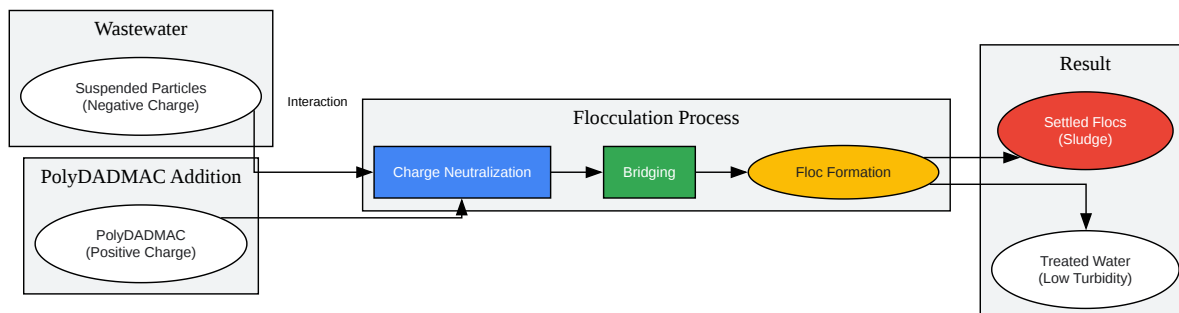 Wastewater
Suspended Particles
(Negative Charge)
Interaction
PolyDADMAC Addition
PolyDADMAC
(Positive Charge)
Flocculation Process
Charge Neutralization
Bridging
Floc Formation
Result
Settled Flocs
(Sludge)
Treated Water
(Low Turbidity)